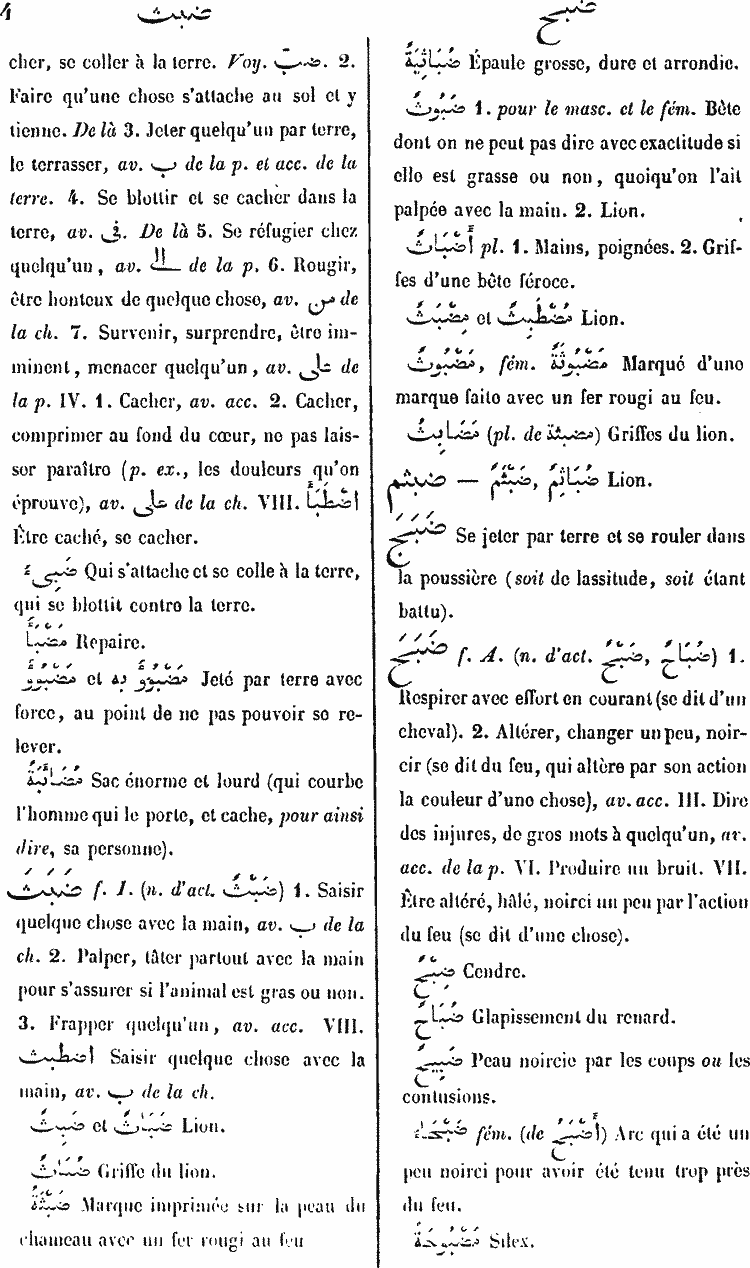 4 ضبث ضبح
cher, se coller à la terre. Voy. ضبّ. 2.
Faire qu'une chose s'attache au sol et y
tienne. De là 3. Jeter quelqu'un par terre,
le terrasser, av. ب de la p. et acc. de la
terre. 4. Se blottir et se cacher dans la
terre, av. فى. De là 5. Se réfugier chez
quelqu'un, av. الى de la p. 6. Rougir,
être honteux de quelque chose, av. من de
la ch. 7. Survenir, surprendre, être im-
minent, menacer quelqu'un, av. على de
la p. IV. 1. Cacher, av. acc. 2. Cacher,
comprimer au fond du cœur, ne pas lais-
ser paraître (p. ex., les douleurs qu'on
éprouve), av. على de la ch. VIII. اضْطَبَأَ
Être caché, se cacher.
ضَبِىءٌ Qui s'attache et se colle à la terre,
qui se blottit contre la terre.
مَضْبَأٌ Repaire.
مَضْبُوْءٌ et مَضْبُوْءٌ به Jeté par terre avec
force, au point de ne pas pouvoir se re-
lever.
ضَابِئَةٌ Sac énorme et lourd (qui courbe
l'homme qui le porte, et cache, pour ainsi
dire, sa personne).
ضَبَثَ f. I. (n. d'act. ضَبْثٌ) 1. Saisir
quelque chose avec la main, av. ب de la
ch. 2. Palper, tâter partout avec la main
pour s'assurer si l'animal est gras ou non.
3. Frapper quelqu'un, av. acc. VIII.
اضطبث Saisir quelque chose avec la
main, av. ب de la ch.
ضَبِثٌ et ضَبَاثٌ Lion.
ضُبَاثٌ Griffe du lion.
ضَبْثَةٌ Marque imprimée sur la peau du
chameau avec un fer rougi au feu
ضُبَاثِيَّةٌ Épaule grosse, dure et arrondie.
ضَبُوثٌ 1. pour le masc. et le fém. Bête
dont on ne peut pas dire avec exactitude si
elle est grasse ou non, quoiqu'on l'ait
palpée avec la main. 2. Lion.
أَضْبَاثٌ pl. 1. Mains, poignées. 2. Grif-
fes d'une bête féroce.
مُضْطَبِثٌ et مُضْبِثٌ Lion.
مَضْبُوثٌ, fém. مَضْبُوثَةٌ Marqué d'une
marque faite avec un fer rougi au feu.
مَضَابِثُ (pl. de مضبثة) Griffes du lion.
ضبثم — ضَبْثَمٌ, ضُبَاثِمٌ Lion.
ضَبَجَ Se jeter par terre et se rouler dans
la poussière (soit de lassitude, soit étant
battu).
ضَبَحَ f. A. (n. d'act. ضَبْحٌ, ضُبَاحٌ) 1.
Respirer avec effort en courant (se dit d'un
cheval). 2. Altérer, changer un peu, noir-
cir (se dit du feu, qui altère par son action
la couleur d'une chose), av. acc. III. Dire
des injures, de gros mots à quelqu'un, av.
acc. de la p. VI. Produire un bruit. VII.
Être altéré, hâlé, noirci un peu par l'action
du feu (se dit d'une chose).
ضِبْحٌ Cendre.
ضُبَاحٌ Glapissement du renard.
ضَبِيحٌ Peau noircie par les coups ou les
contusions.
ضَبْحَاءُ fém. (de أَضْبَحُ) Arc qui a été un
peu noirci pour avoir été tenu trop près
du feu.
مَضْبُوحَةٌ Silex.